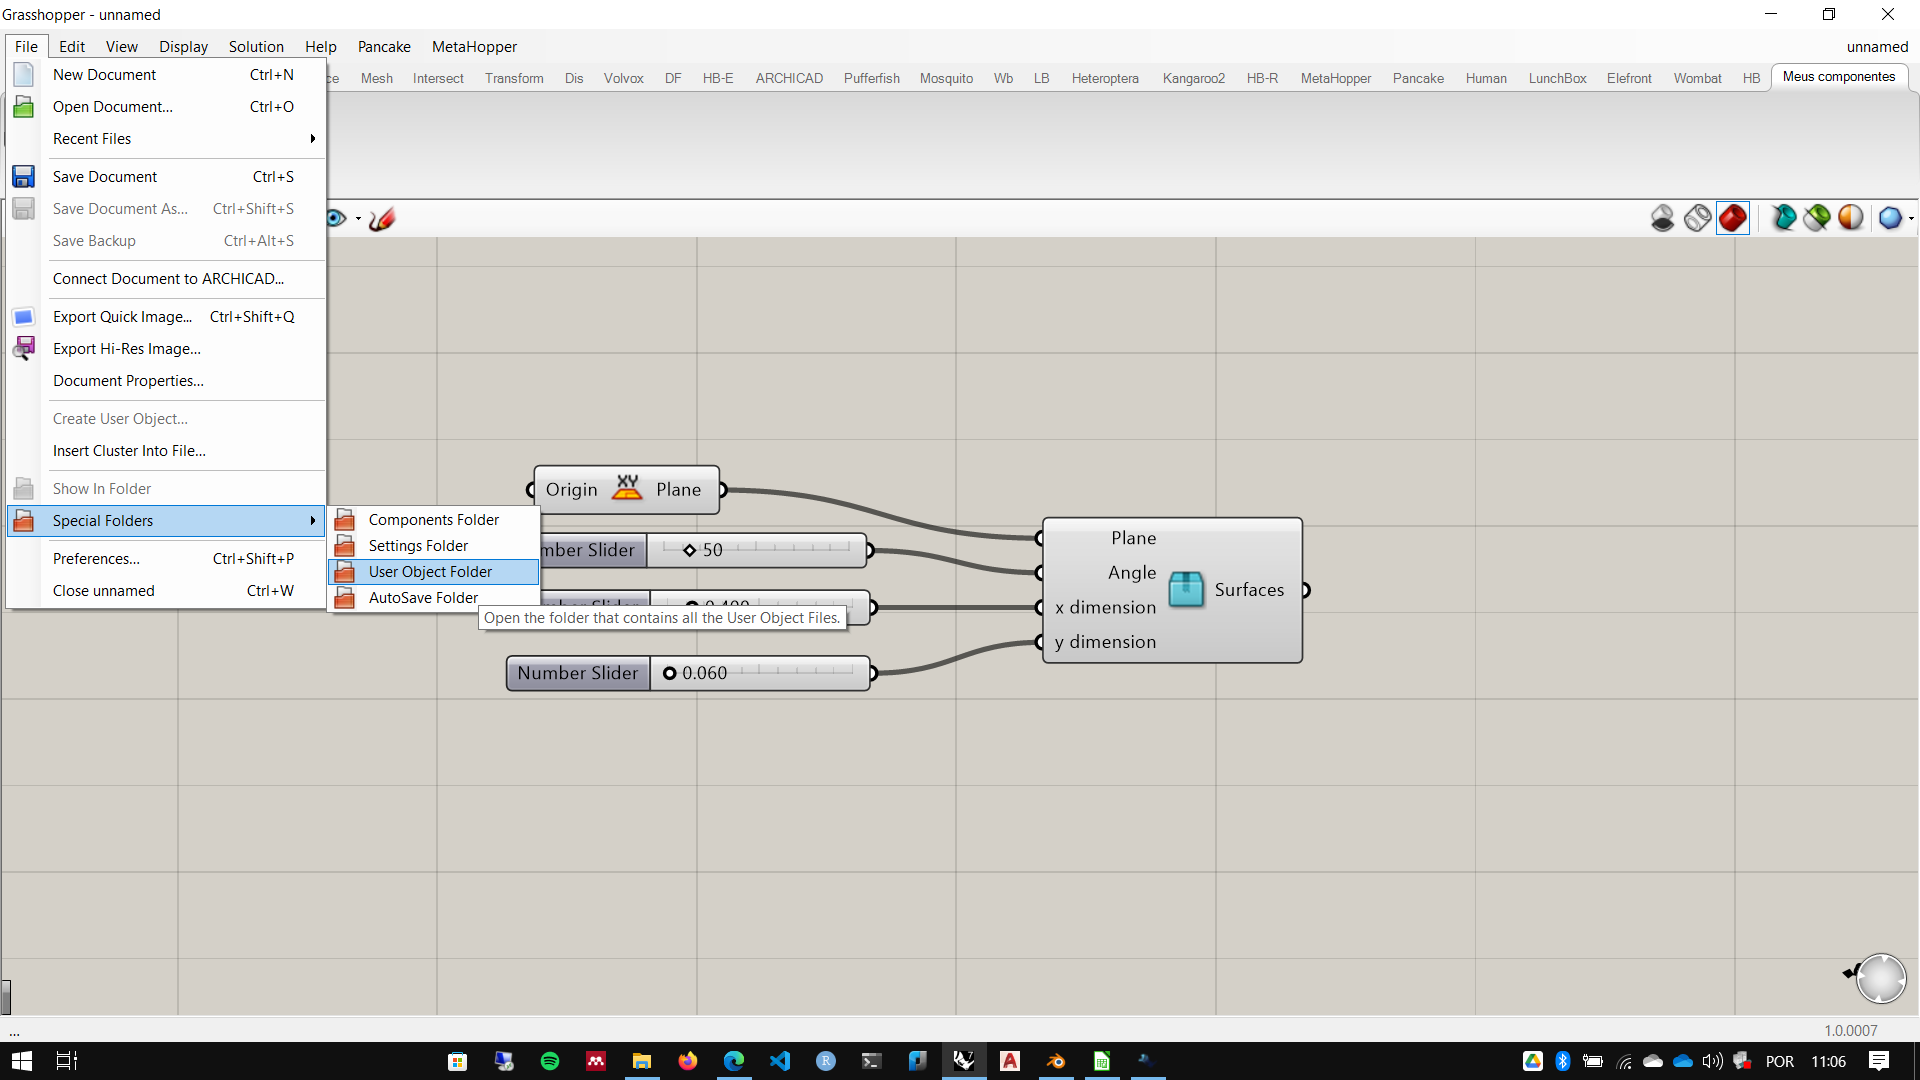 Grasshopper - unnamed
File Edit View Display Solution Help Pancake MetaHopper unnamed
ce Mesh Intersect Transform Dis Volvox DF HB-E ARCHICAD Pufferfish Mosquito Wb LB Heteroptera Kangaroo2 HB-R MetaHopper Pancake Human LunchBox Elefront Wombat HB Meus componentes
New Document Ctrl+N
Open Document... Ctrl+O
Recent Files
Save Document Ctrl+S
Save Document As... Ctrl+Shift+S
Save Backup Ctrl+Alt+S
Connect Document to ARCHICAD...
Export Quick Image... Ctrl+Shift+Q
Export Hi-Res Image...
Document Properties...
Create User Object...
Insert Cluster Into File...
Show In Folder
Special Folders
Preferences... Ctrl+Shift+P
Close unnamed Ctrl+W
Components Folder
Settings Folder
User Object Folder
AutoSave Folder
Open the folder that contains all the User Object Files.
Origin XY Plane
mber Slider 50
Number Slider 0.060
Plane
Angle
x dimension
y dimension
Surfaces
...
1.0.0007
POR 11:06